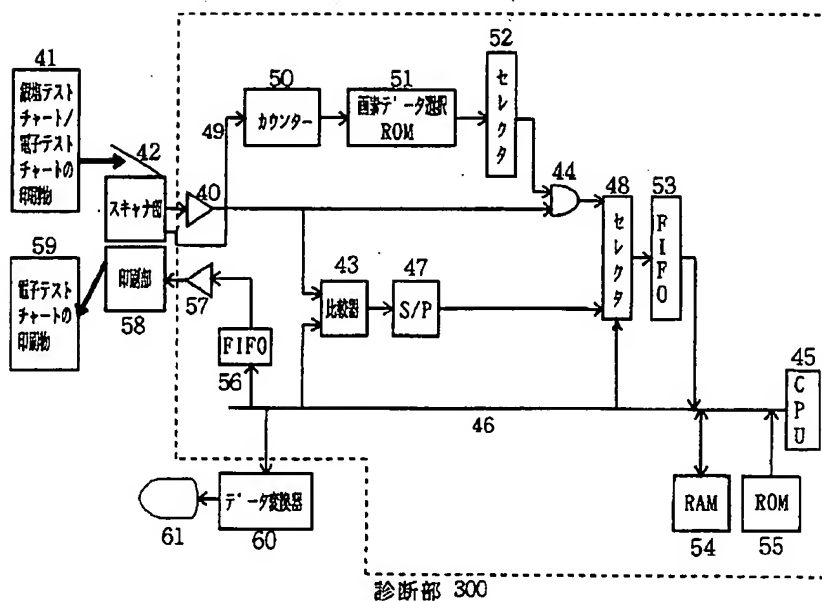 41
銀塩テスト
チャート/
電子テスト
チャートの
印刷物
42
スキャナ部
40
49
50
カウンター
51
画素データ選択
ROM
52
セレクタ
44
48
セレクタ
53
FIFO
43
比較器
47
S/P
59
電子テスト
チャートの
印刷物
印刷部
58
57
FIFO
56
46
45
CPU
61
データ変換器
60
RAM
54
ROM
55
診断部 300